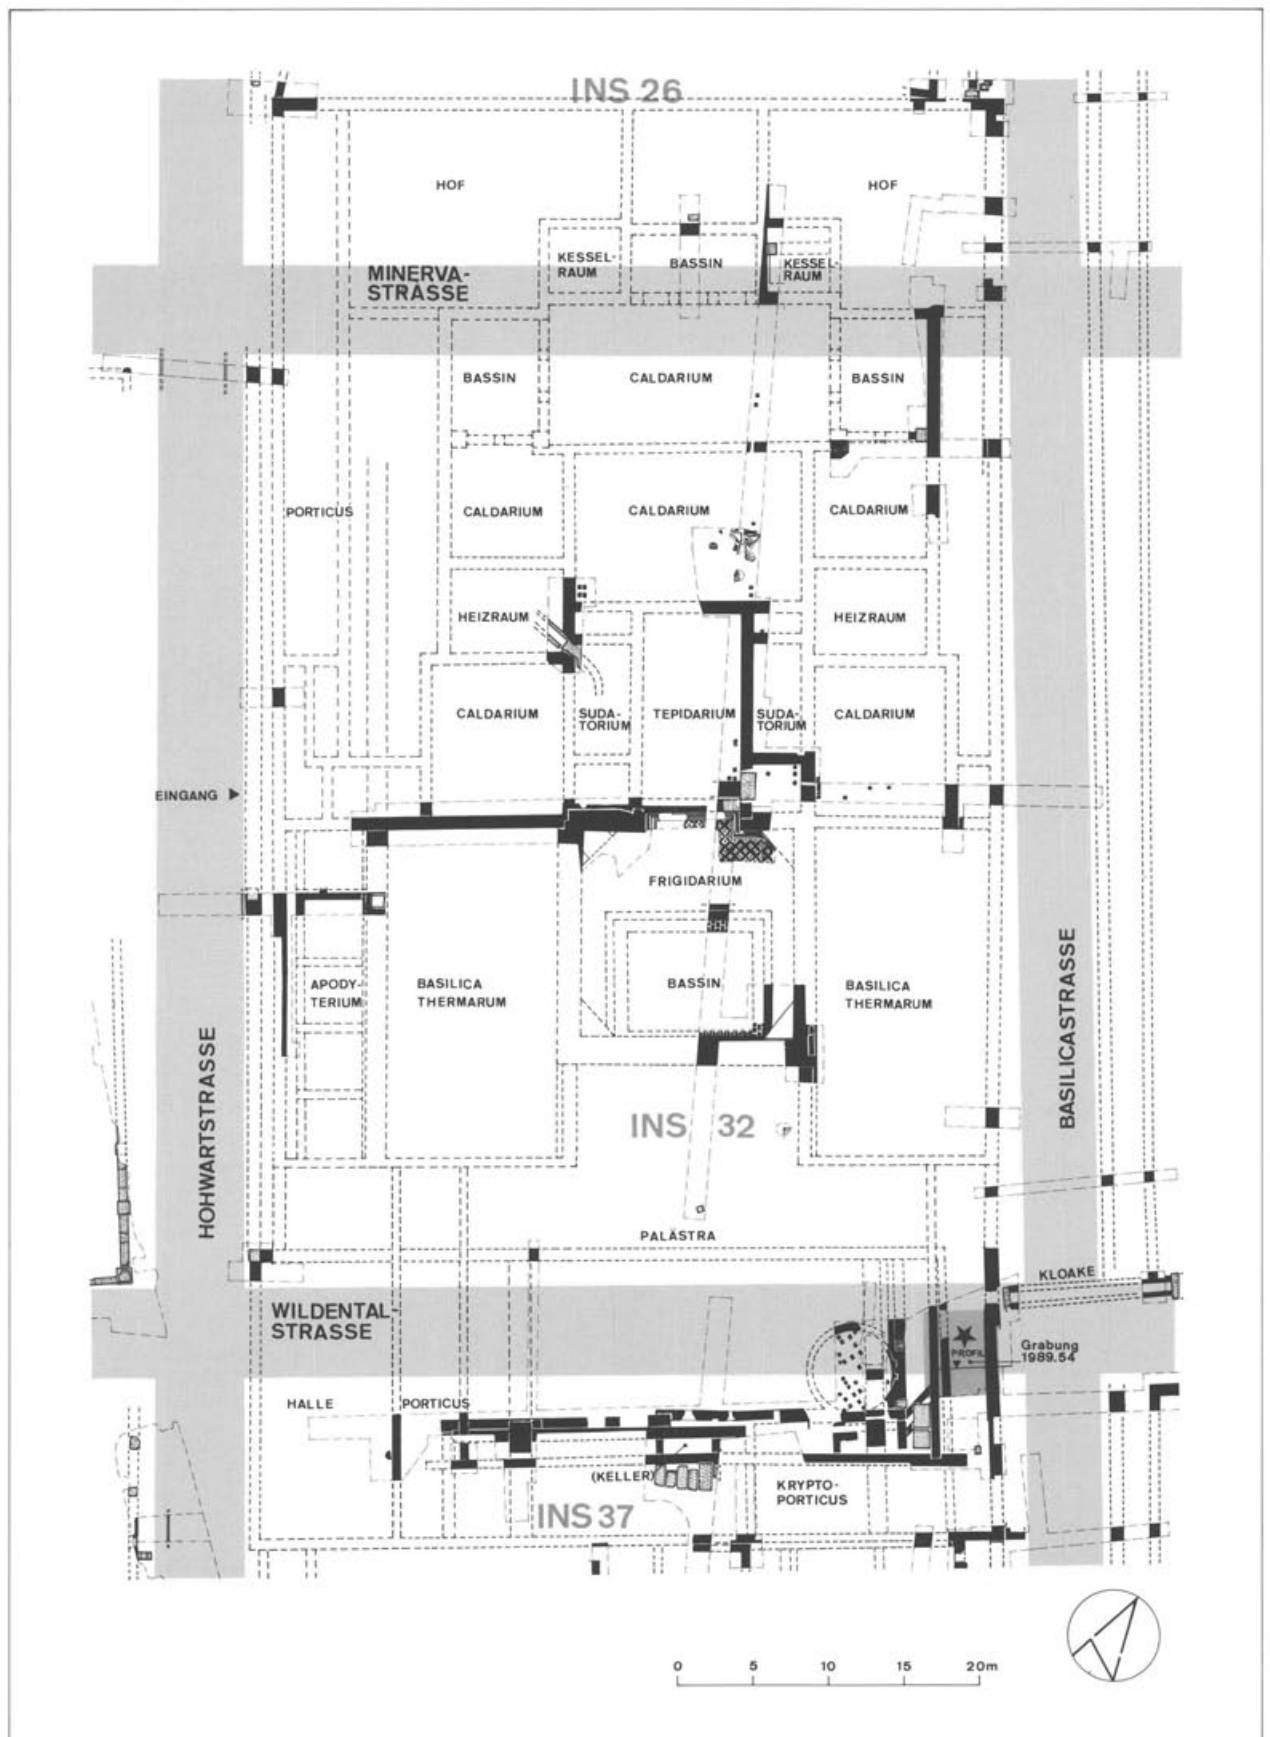 INS 26
HOF
HOF
KESSEL-
RAUM
BASSIN
KESSEL-
RAUM
MINERVA-
STRASSE
BASSIN
CALDARIUM
BASSIN
PORTICUS
CALDARIUM
CALDARIUM
CALDARIUM
HEIZRAUM
HEIZRAUM
CALDARIUM
SUDA-
TORIUM
TEPIDARIUM
SUDA-
TORIUM
CALDARIUM
EINGANG
FRIGIDARIUM
APODY-
TERIUM
BASILICA
THERMARUM
BASSIN
BASILICA
THERMARUM
HOHWARTSTRASSE
BASILICASTRASSE
INS 32
PALÄSTRA
KLOAKE
WILDENTAL-
STRASSE
PROFIL
Grabung
1989.54
HALLE
PORTICUS
(KELLER)
KRYPTO-
PORTICUS
INS 37
0 5 10 15 20m